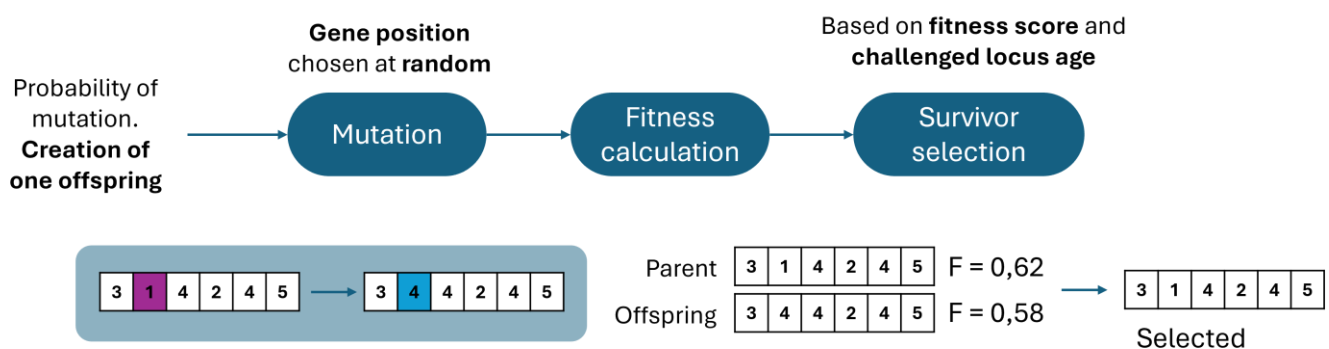 Probability of
mutation.
Creation of
one offspring
Gene position
chosen at random
Mutation
Fitness
calculation
Based on fitness score and
challenged locus age
Survivor
selection
3 1 4 2 4 5
3 4 4 2 4 5
Parent 3 1 4 2 4 5 F = 0,62
Offspring 3 4 4 2 4 5 F = 0,58
3 1 4 2 4 5
Selected